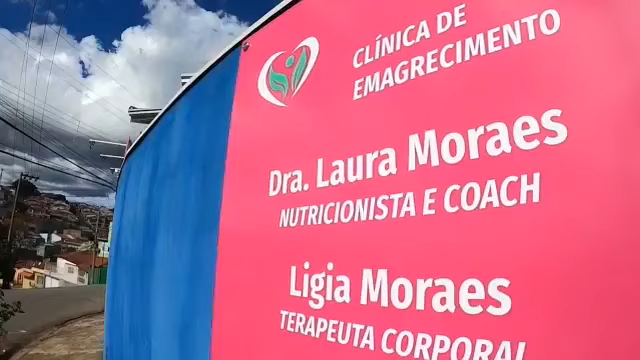 CLÍNICA DE
EMAGRECIMENTO
Dra. Laura Moraes
NUTRICIONISTA E COACH
Ligia Moraes
TERAPEUTA CORPORAL